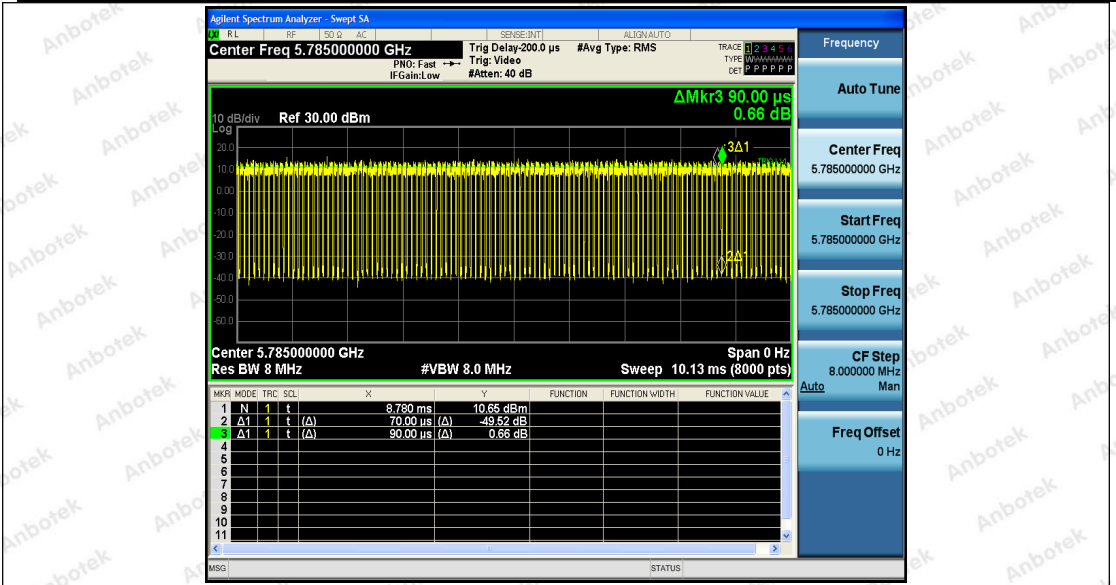 Agilent Spectrum Analyzer - Swept SA
RL RF 50 Ω AC SENSE:INT ALIGNAUTO
Center Freq 5.785000000 GHz
PNO: Fast
IFGain:Low
Trig Delay-200.0 µs
Trig: Video
#Atten: 40 dB
#Avg Type: RMS
TRACE 1 2 3 4 5 6
TYPE WWWWWW
DET P P P P P P
ΔMkr3 90.00 µs
0.66 dB
10 dB/div Ref 30.00 dBm
Log
20.0
10.0
0.00
-10.0
-20.0
-30.0
-40.0
-50.0
-60.0
3Δ1
2Δ1
Center 5.785000000 GHz Span 0 Hz
Res BW 8 MHz #VBW 8.0 MHz Sweep 10.13 ms (8000 pts)
MKR MODE TRC SCL X Y FUNCTION FUNCTION WIDTH FUNCTION VALUE
1 N 1 t 8.780 ms 10.65 dBm
2 Δ1 1 t (Δ) 70.00 µs (Δ) -49.52 dB
3 Δ1 1 t (Δ) 90.00 µs (Δ) 0.66 dB
4
5
6
7
8
9
10
11
MSG STATUS
Frequency
Auto Tune
Center Freq
5.785000000 GHz
Start Freq
5.785000000 GHz
Stop Freq
5.785000000 GHz
CF Step
8.000000 MHz
Auto Man
Freq Offset
0 Hz
Anbotek